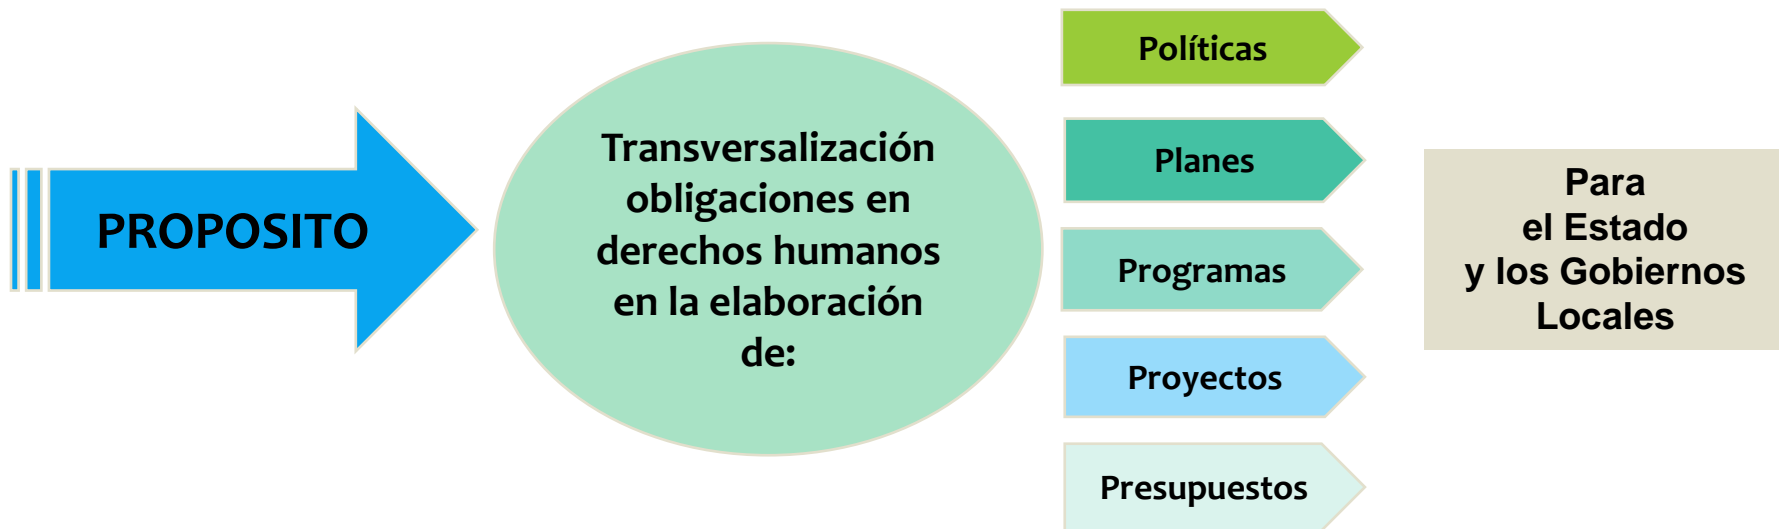 PROPOSITO
Transversalización
obligaciones en
derechos humanos
en la elaboración
de:
Políticas
Planes
Programas
Proyectos
Presupuestos
Para
el Estado
y los Gobiernos
Locales